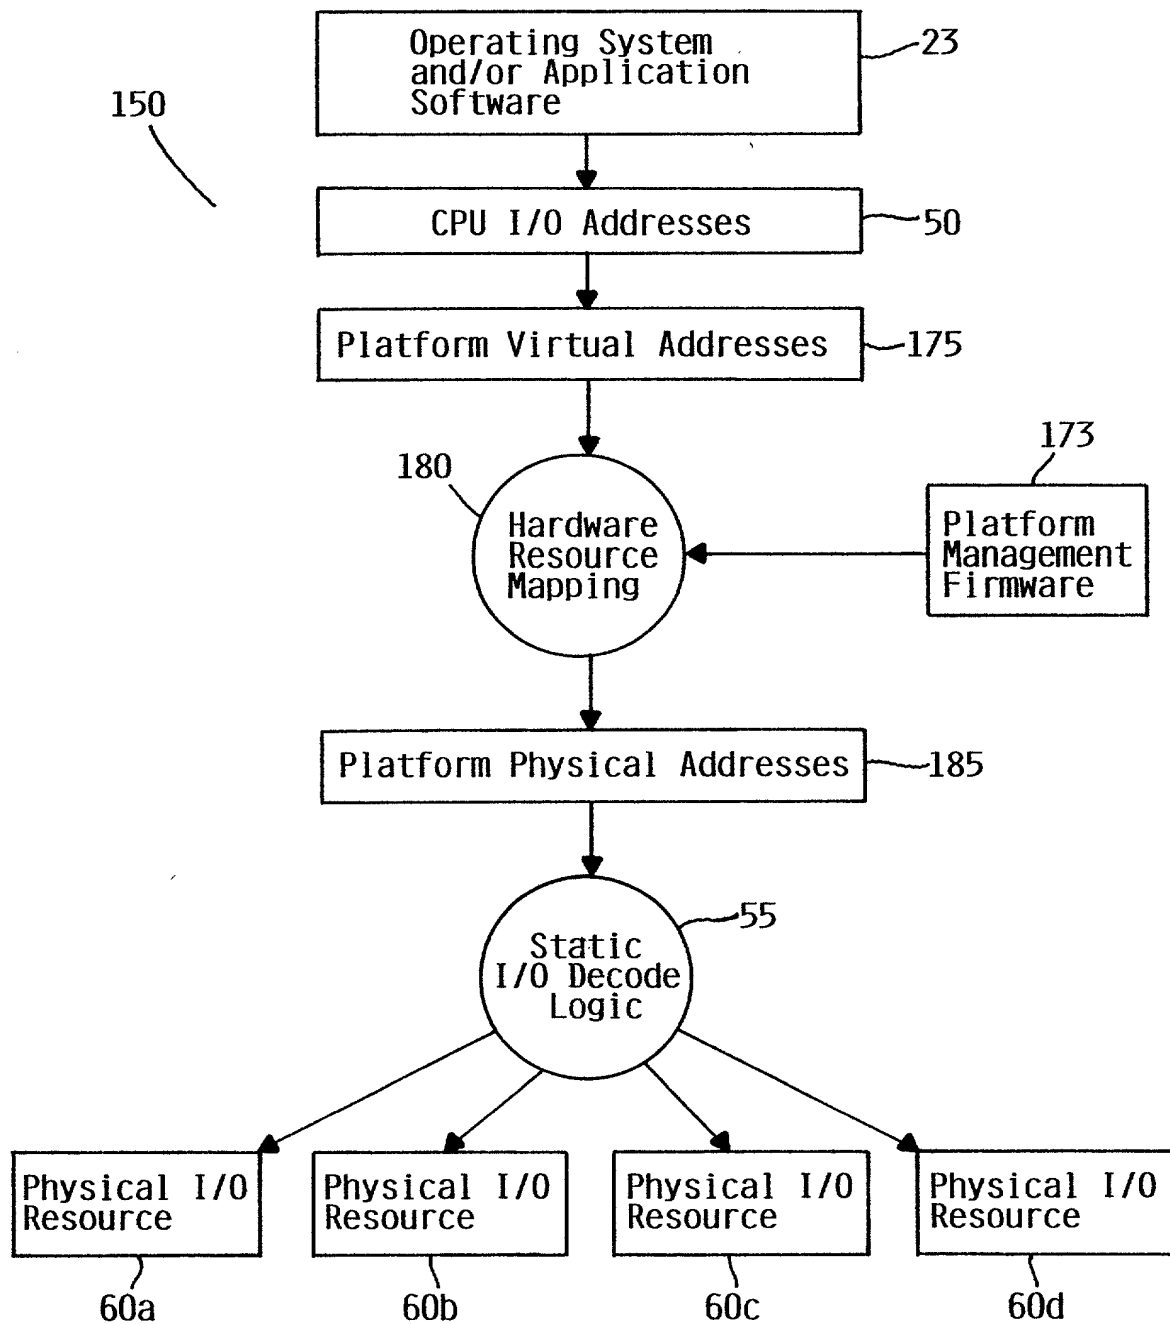 Operating System
and/or Application
Software
23
150
CPU I/O Addresses
50
Platform Virtual Addresses
175
180
173
Hardware
Resource
Mapping
Platform
Management
Firmware
Platform Physical Addresses
185
55
Static
I/O Decode
Logic
Physical I/O
Resource
Physical I/O
Resource
Physical I/O
Resource
Physical I/O
Resource
60a
60b
60c
60d